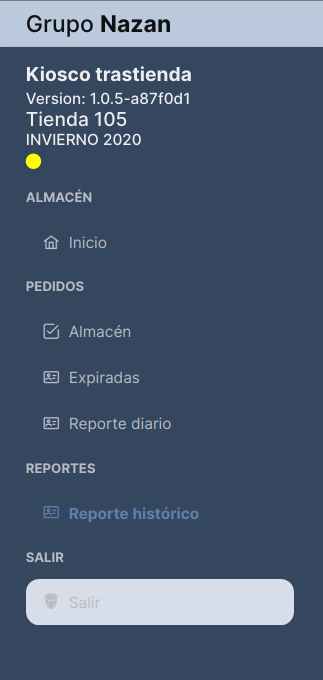 Grupo Nazan
Kiosco trastienda
Version: 1.0.5-a87f0d1
Tienda 105
INVIERNO 2020
ALMACÉN
Inicio
PEDIDOS
Almacén
Expiradas
Reporte diario
REPORTES
Reporte histórico
SALIR
Salir